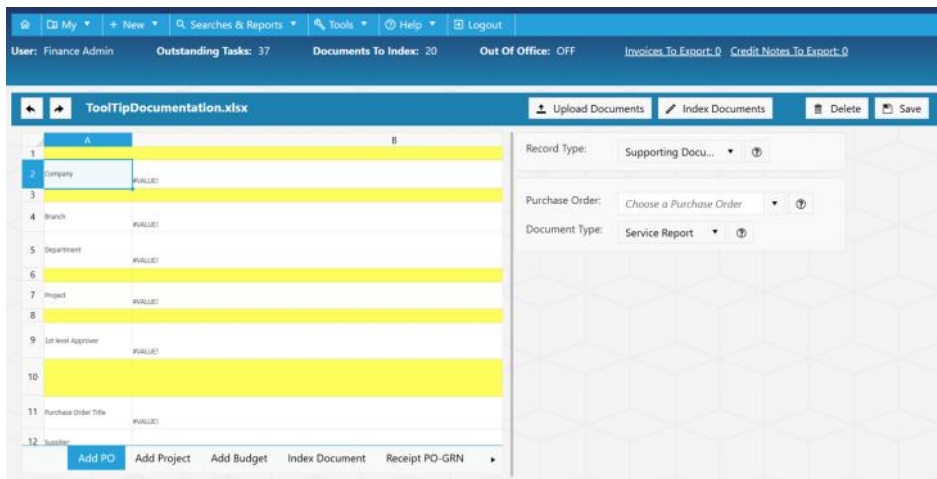 My + New Searches & Reports Tools Help Logout
User: Finance Admin Outstanding Tasks: 37 Documents To Index: 20 Out Of Office: OFF Invoices To Export: 0 Credit Notes To Export: 0
ToolTipDocumentation.xlsx Upload Documents Index Documents Delete Save
A B
1
2 Company #VALUE!
3
4 Branch #VALUE!
5 Department #VALUE!
6
7 Project #VALUE!
8
9 1st level Approver #VALUE!
10
11 Purchase Order Title #VALUE!
12 Supplier
Add PO Add Project Add Budget Index Document Receipt PO-GRN
Record Type: Supporting Docu...
Purchase Order: Choose a Purchase Order
Document Type: Service Report